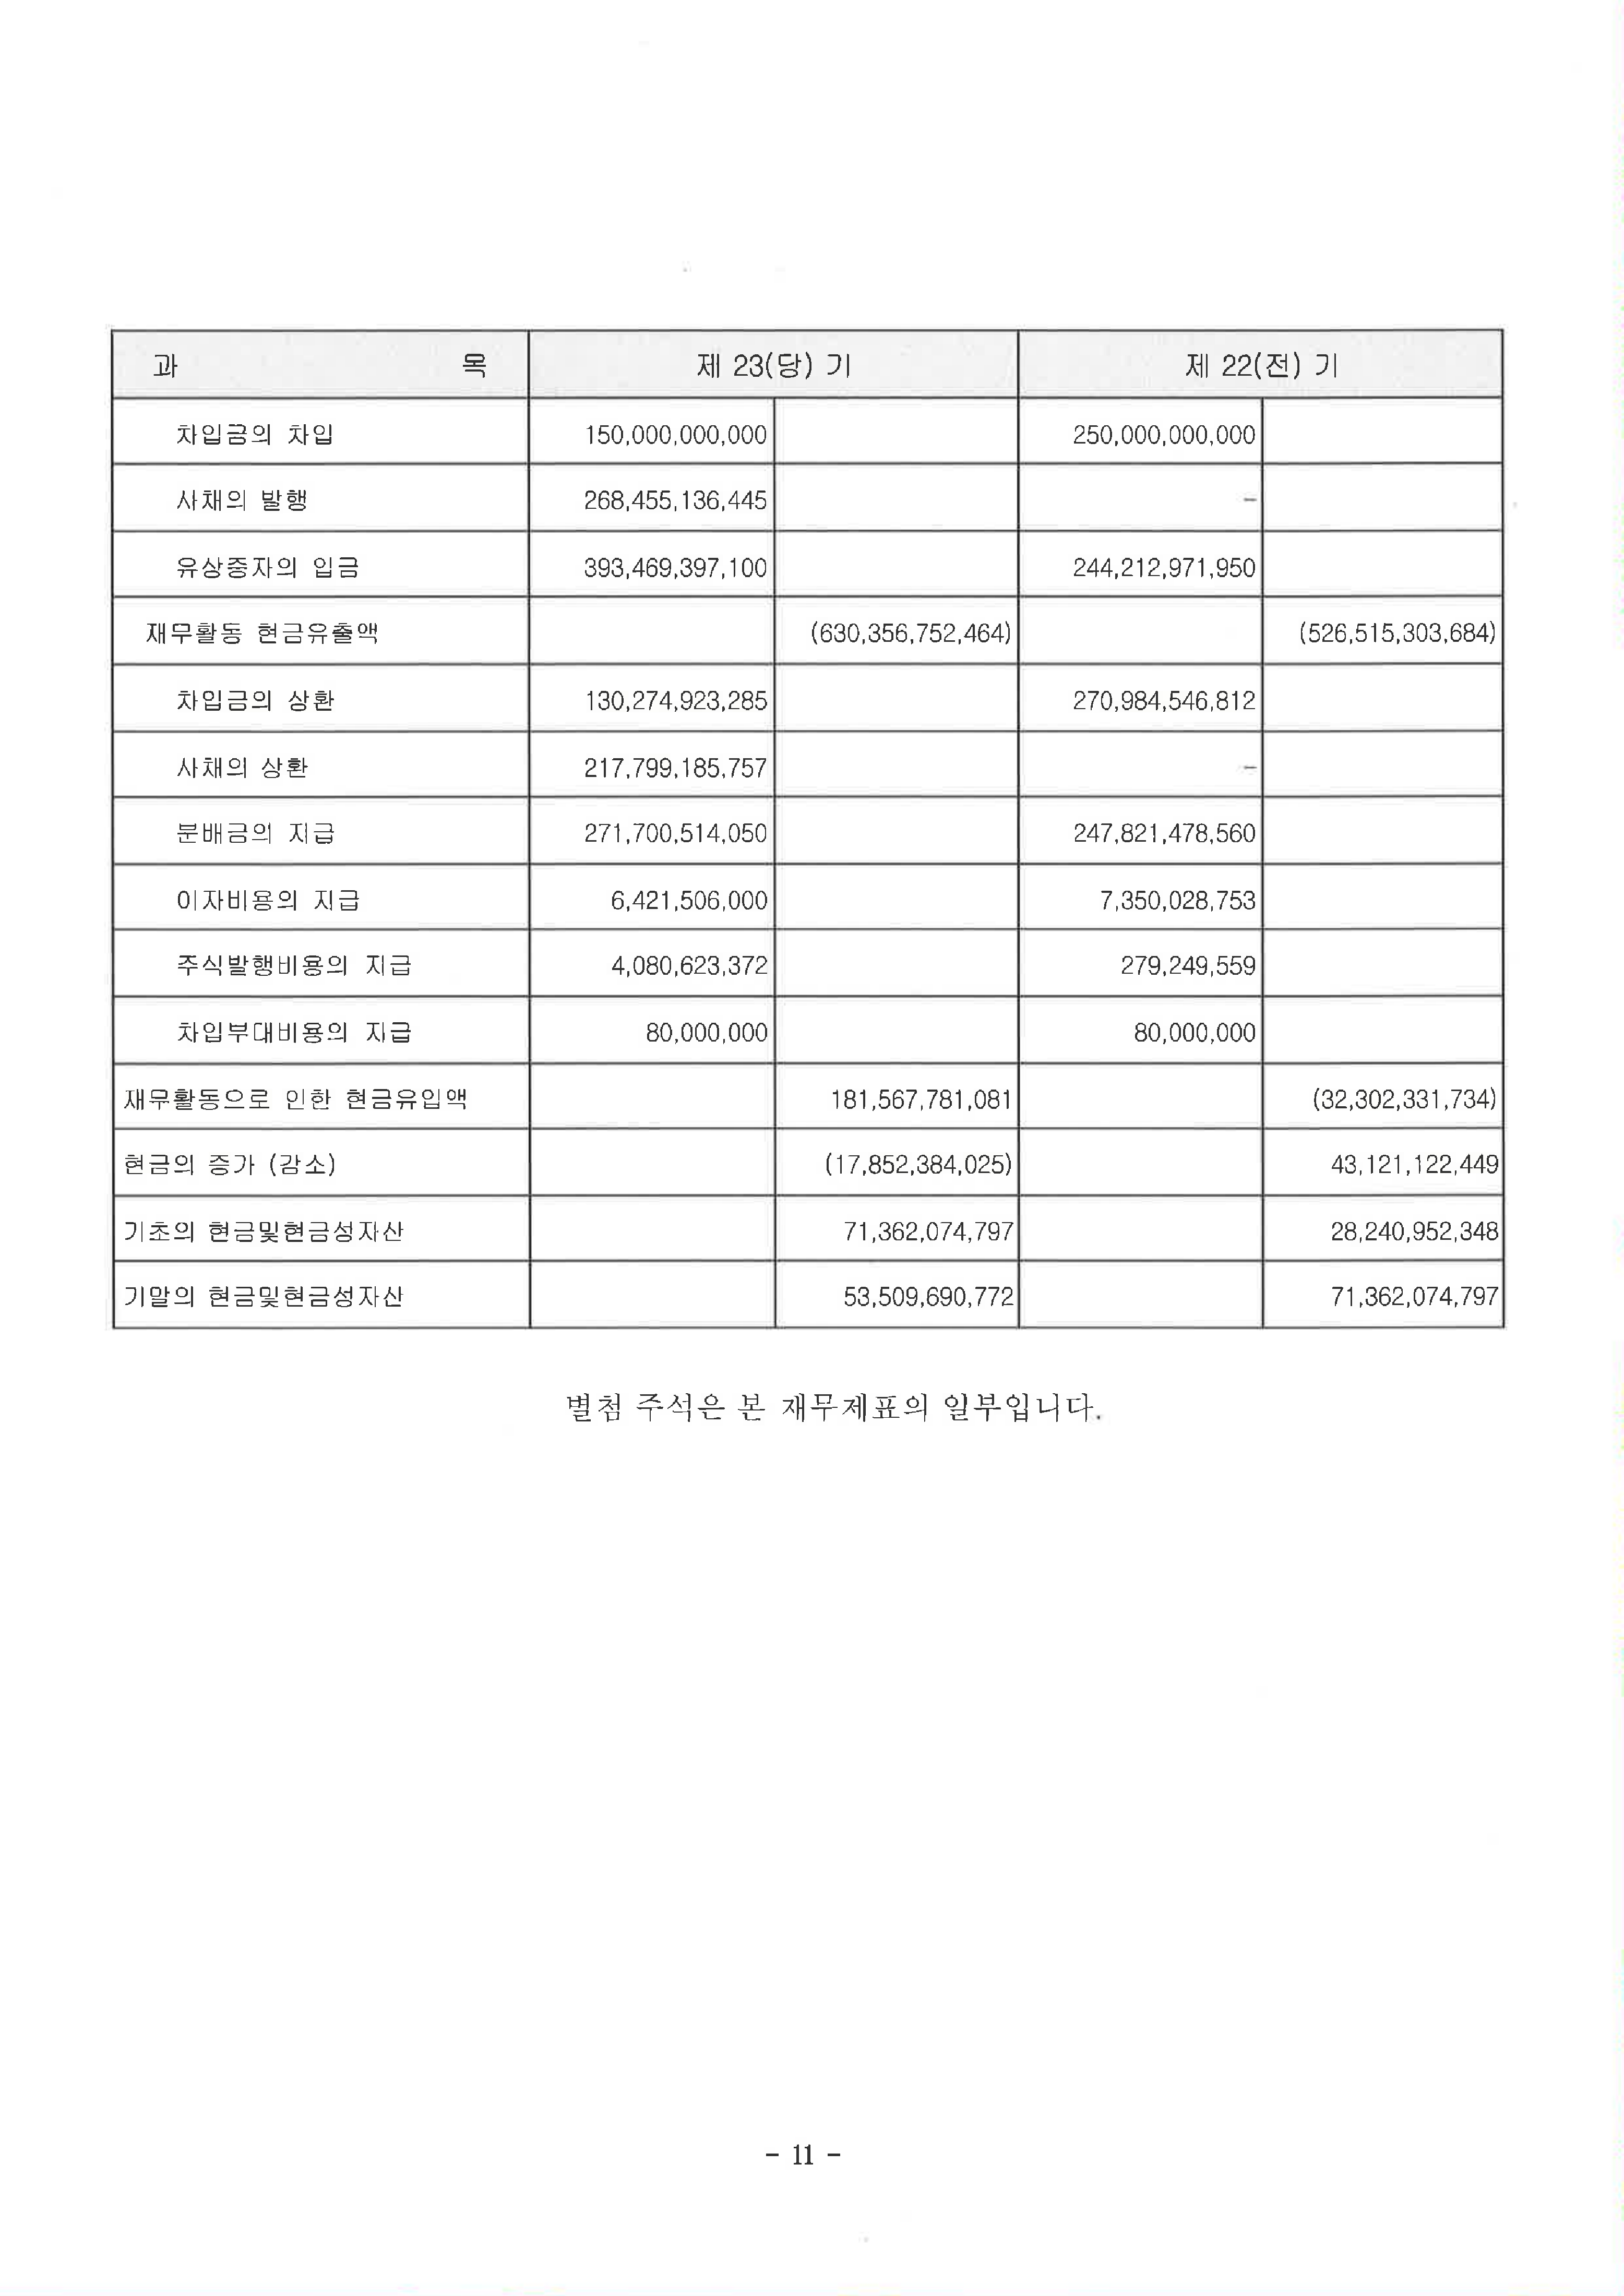 과 목 제 23(당) 기 제 22(전) 기
차입금의 차입 150,000,000,000 250,000,000,000
사채의 발행 268,455,136,445 -
유상증자의 입금 393,469,397,100 244,212,971,950
재무활동 현금유출액 (630,356,752,464) (526,515,303,684)
차입금의 상환 130,274,923,285 270,984,546,812
사채의 상환 217,799,185,757 -
분배금의 지급 271,700,514,050 247,821,478,560
이자비용의 지급 6,421,506,000 7,350,028,753
주식발행비용의 지급 4,080,623,372 279,249,559
차입부대비용의 지급 80,000,000 80,000,000
재무활동으로 인한 현금유입액 181,567,781,081 (32,302,331,734)
현금의 증가 (감소) (17,852,384,025) 43,121,122,449
기초의 현금및현금성자산 71,362,074,797 28,240,952,348
기말의 현금및현금성자산 53,509,690,772 71,362,074,797
별첨 주석은 본 재무제표의 일부입니다.
- 11 -